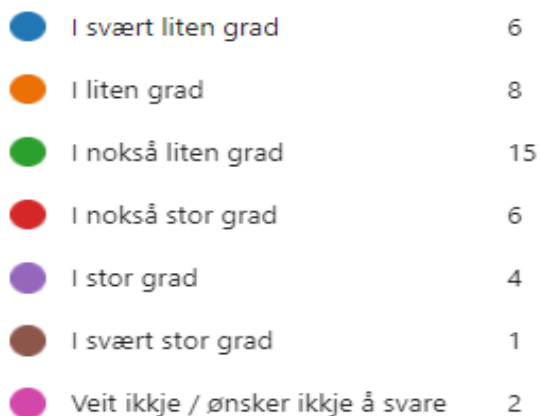 I svært liten grad 6
I liten grad 8
I nokså liten grad 15
I nokså stor grad 6
I stor grad 4
I svært stor grad 1
Veit ikkje / ønsker ikkje å svare 2